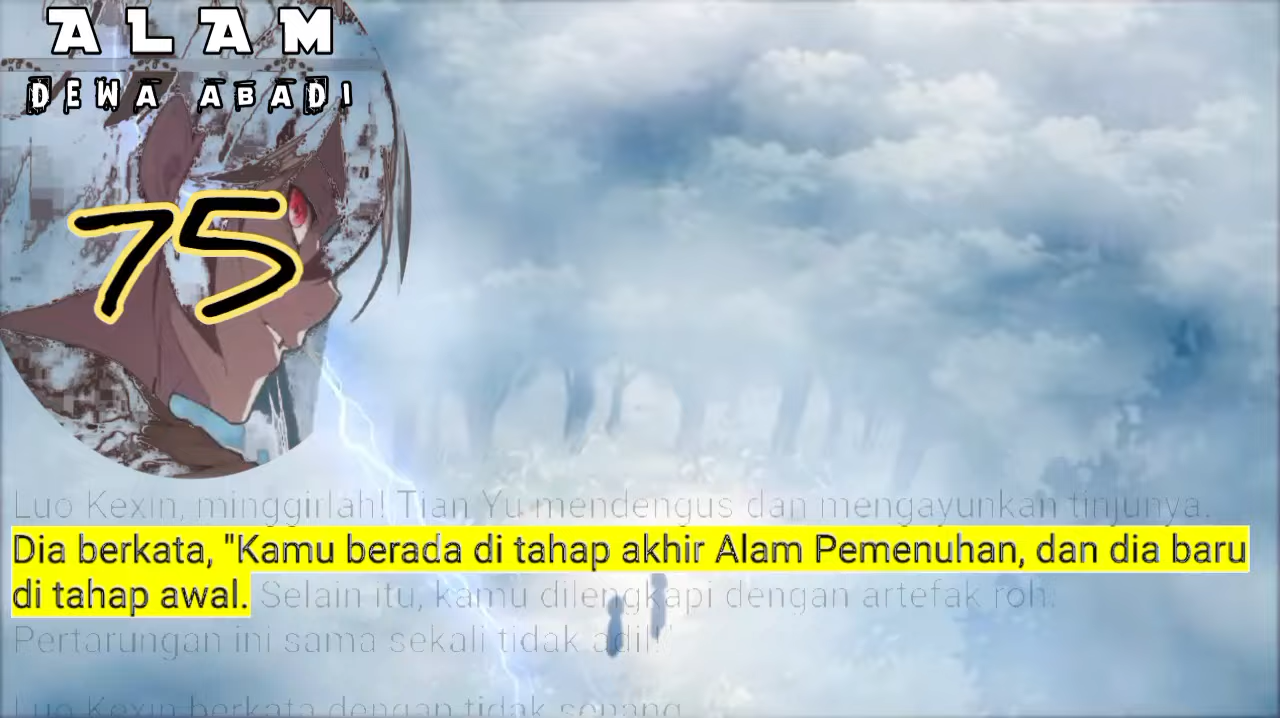 ALAM
DEWA ABADI
75
Luo Kexin, minggirlah! Tian Yu mendengus dan mengayunkan tinjunya.
Dia berkata, "Kamu berada di tahap akhir Alam Pemenuhan, dan dia baru
di tahap awal. Selain itu, kamu dilengkapi dengan artefak roh.
Pertarungan ini sama sekali tidak adil!"
Luo Kexin berkata dengan tidak senang